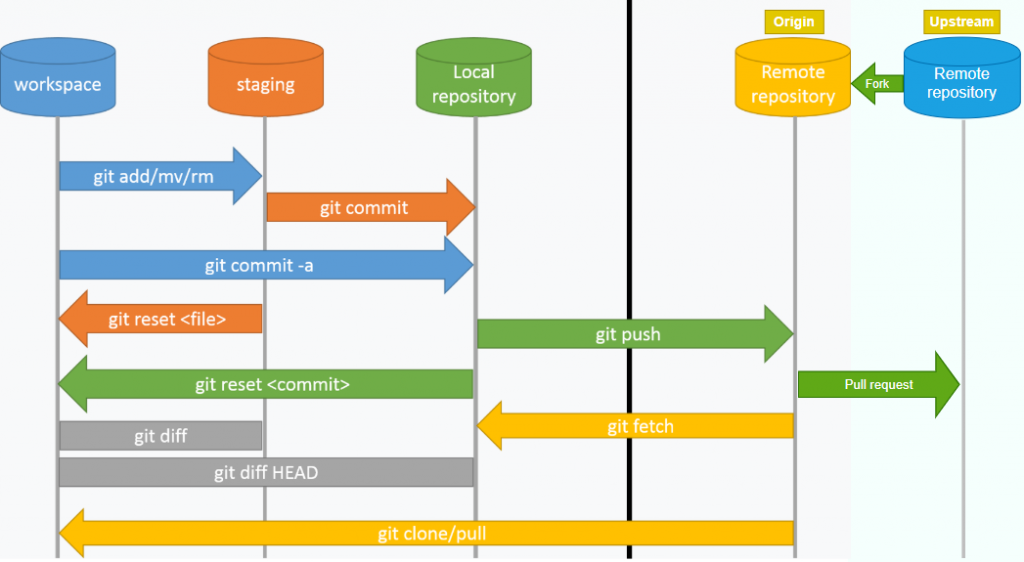 Origin
Upstream
workspace
staging
Local
repository
Remote
repository
Fork
Remote
repository
git add/mv/rm
git commit
git commit -a
git reset <file>
git push
git reset <commit>
Pull request
git fetch
git diff
git diff HEAD
git clone/pull